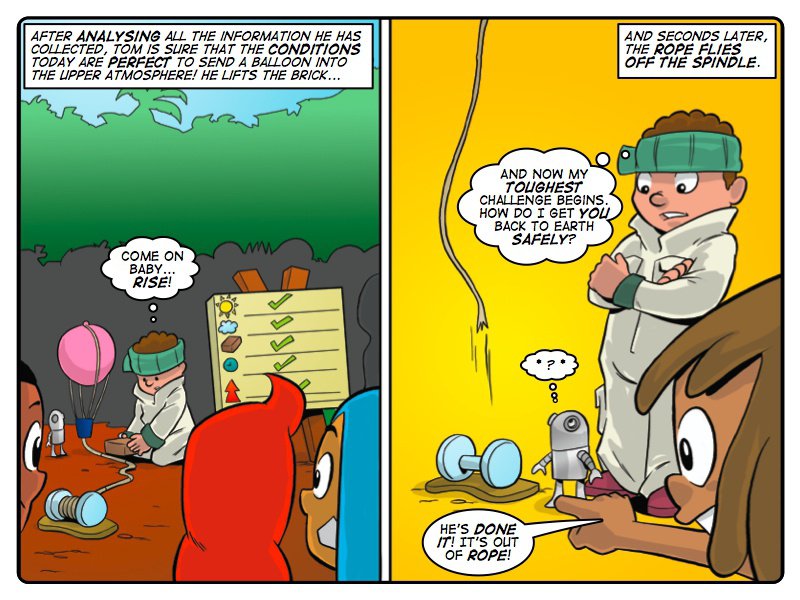 AFTER ANALYSING ALL THE INFORMATION HE HAS
COLLECTED, TOM IS SURE THAT THE CONDITIONS
TODAY ARE PERFECT TO SEND A BALLOON INTO
THE UPPER ATMOSPHERE! HE LIFTS THE BRICK...
COME ON
BABY...
RISE!
AND SECONDS LATER,
THE ROPE FLIES
OFF THE SPINDLE.
AND NOW MY
TOUGHEST
CHALLENGE BEGINS.
HOW DO I GET YOU
BACK TO EARTH
SAFELY?
* ? *
HE'S DONE
IT! IT'S OUT
OF ROPE!